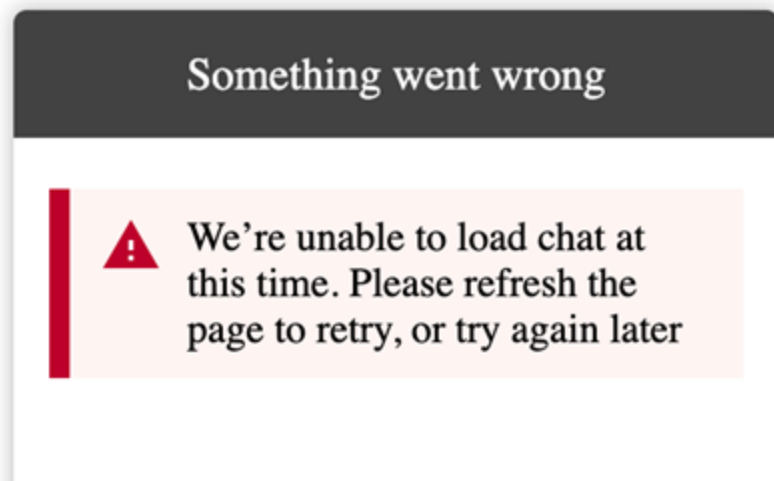 Something went wrong
We’re unable to load chat at
this time. Please refresh the
page to retry, or try again later